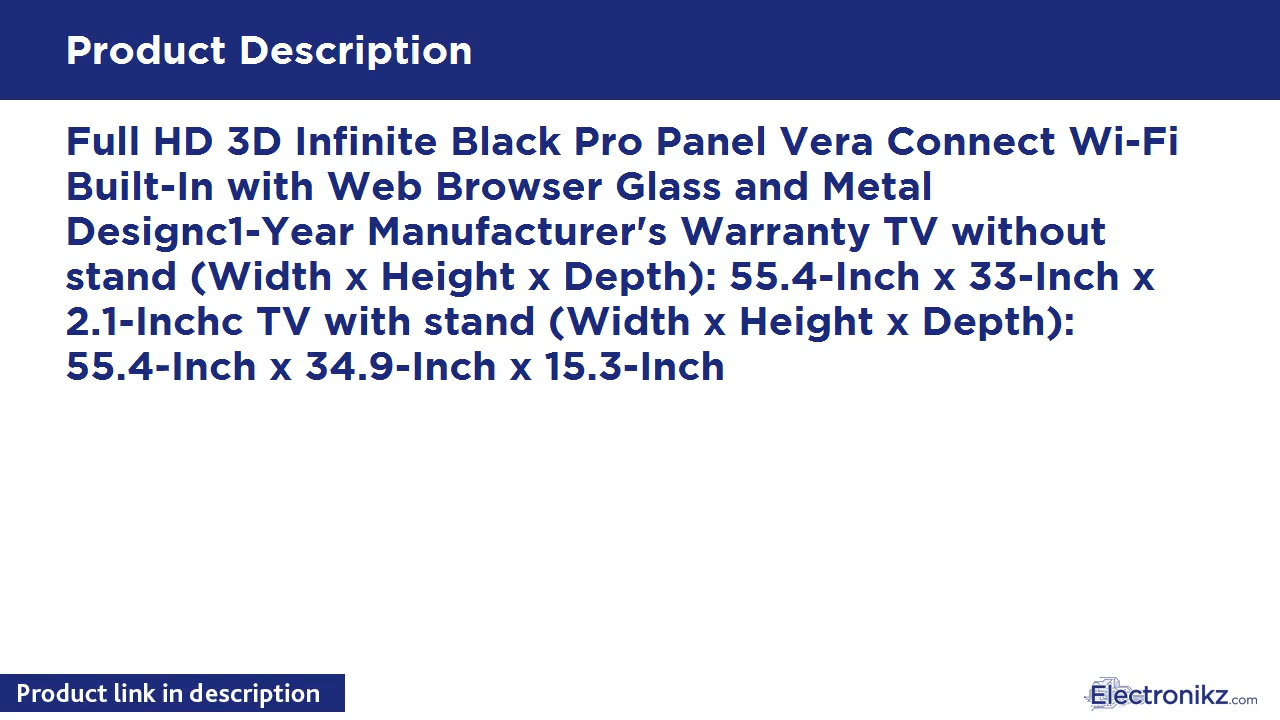 Product Description
Full HD 3D Infinite Black Pro Panel Vera Connect Wi-Fi
Built-In with Web Browser Glass and Metal
Designc1-Year Manufacturer's Warranty TV without
stand (Width x Height x Depth): 55.4-Inch x 33-Inch x
2.1-Inchc TV with stand (Width x Height x Depth):
55.4-Inch x 34.9-Inch x 15.3-Inch
Product link in description
Electronikz.com